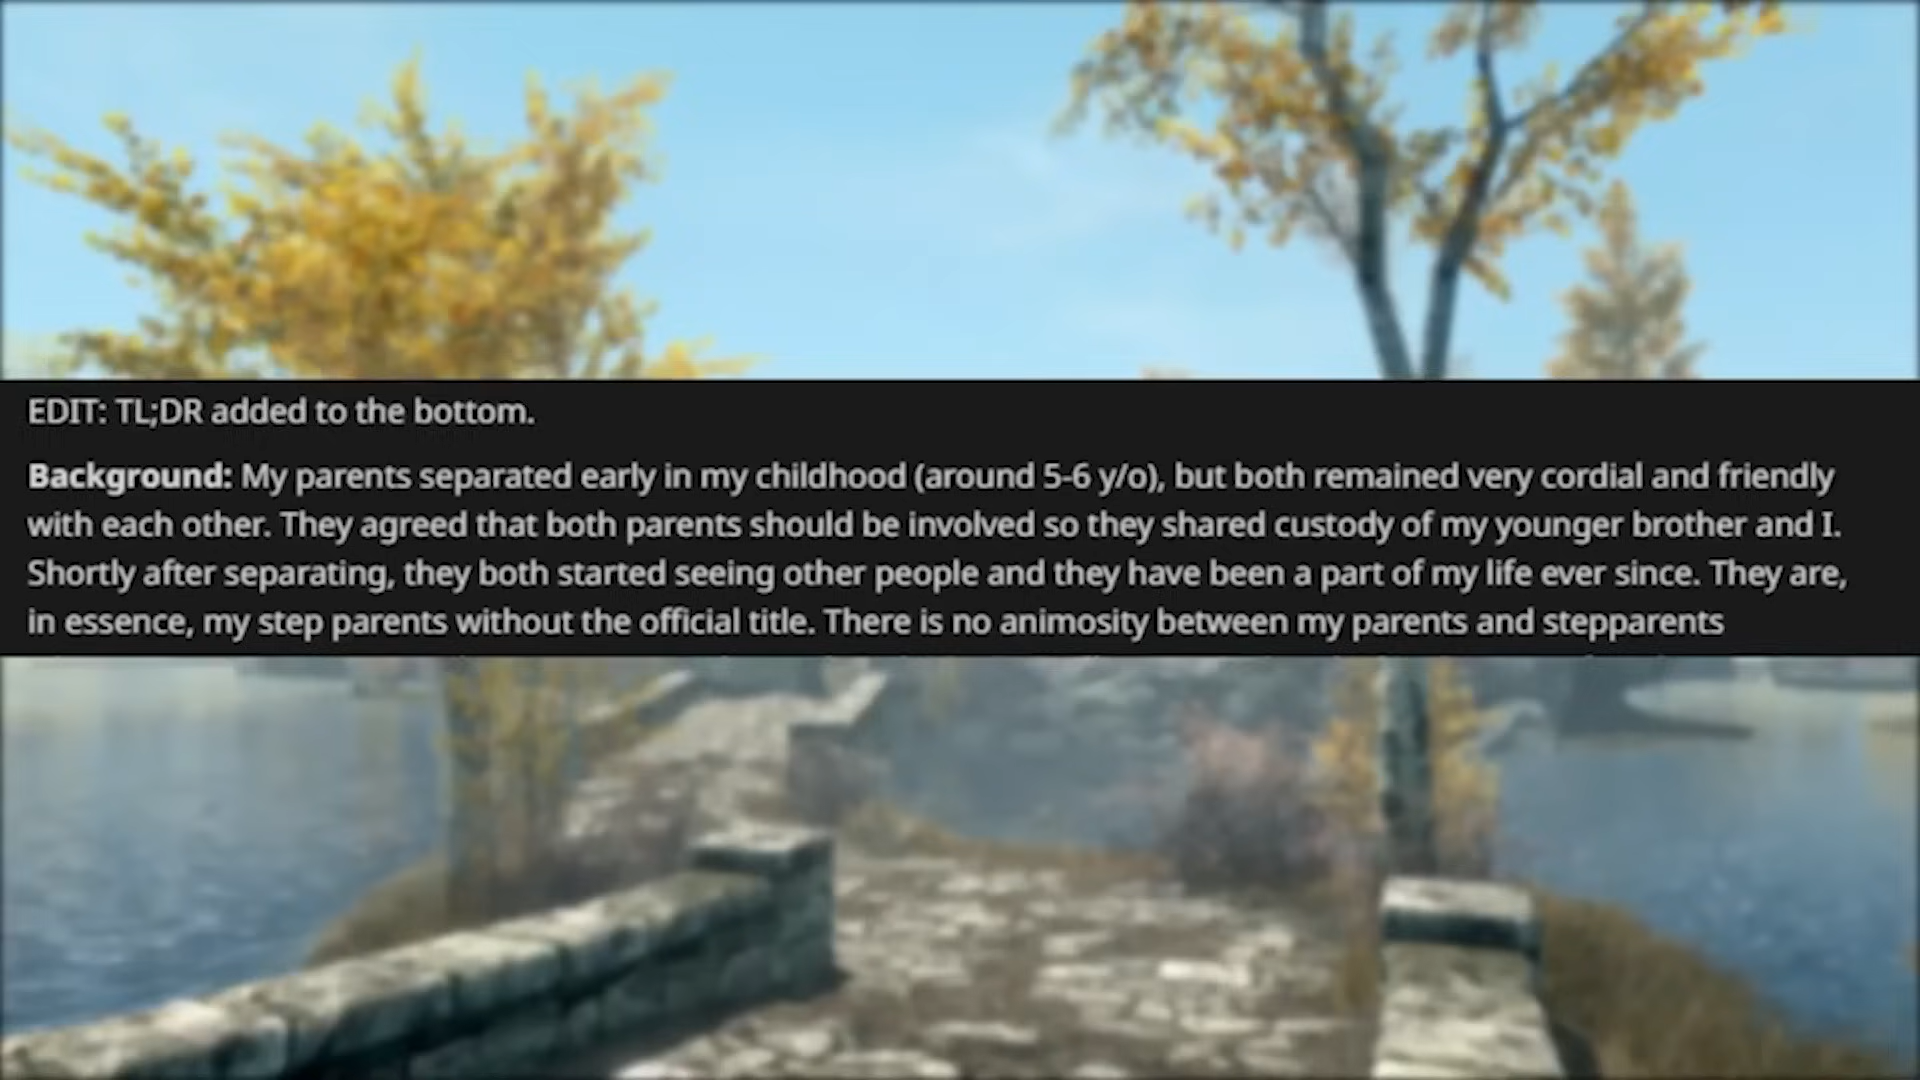 EDIT: TL;DR added to the bottom.
Background: My parents separated early in my childhood (around 5-6 y/o), but both remained very cordial and friendly
with each other. They agreed that both parents should be involved so they shared custody of my younger brother and I.
Shortly after separating, they both started seeing other people and they have been a part of my life ever since. They are,
in essence, my step parents without the official title. There is no animosity between my parents and stepparents